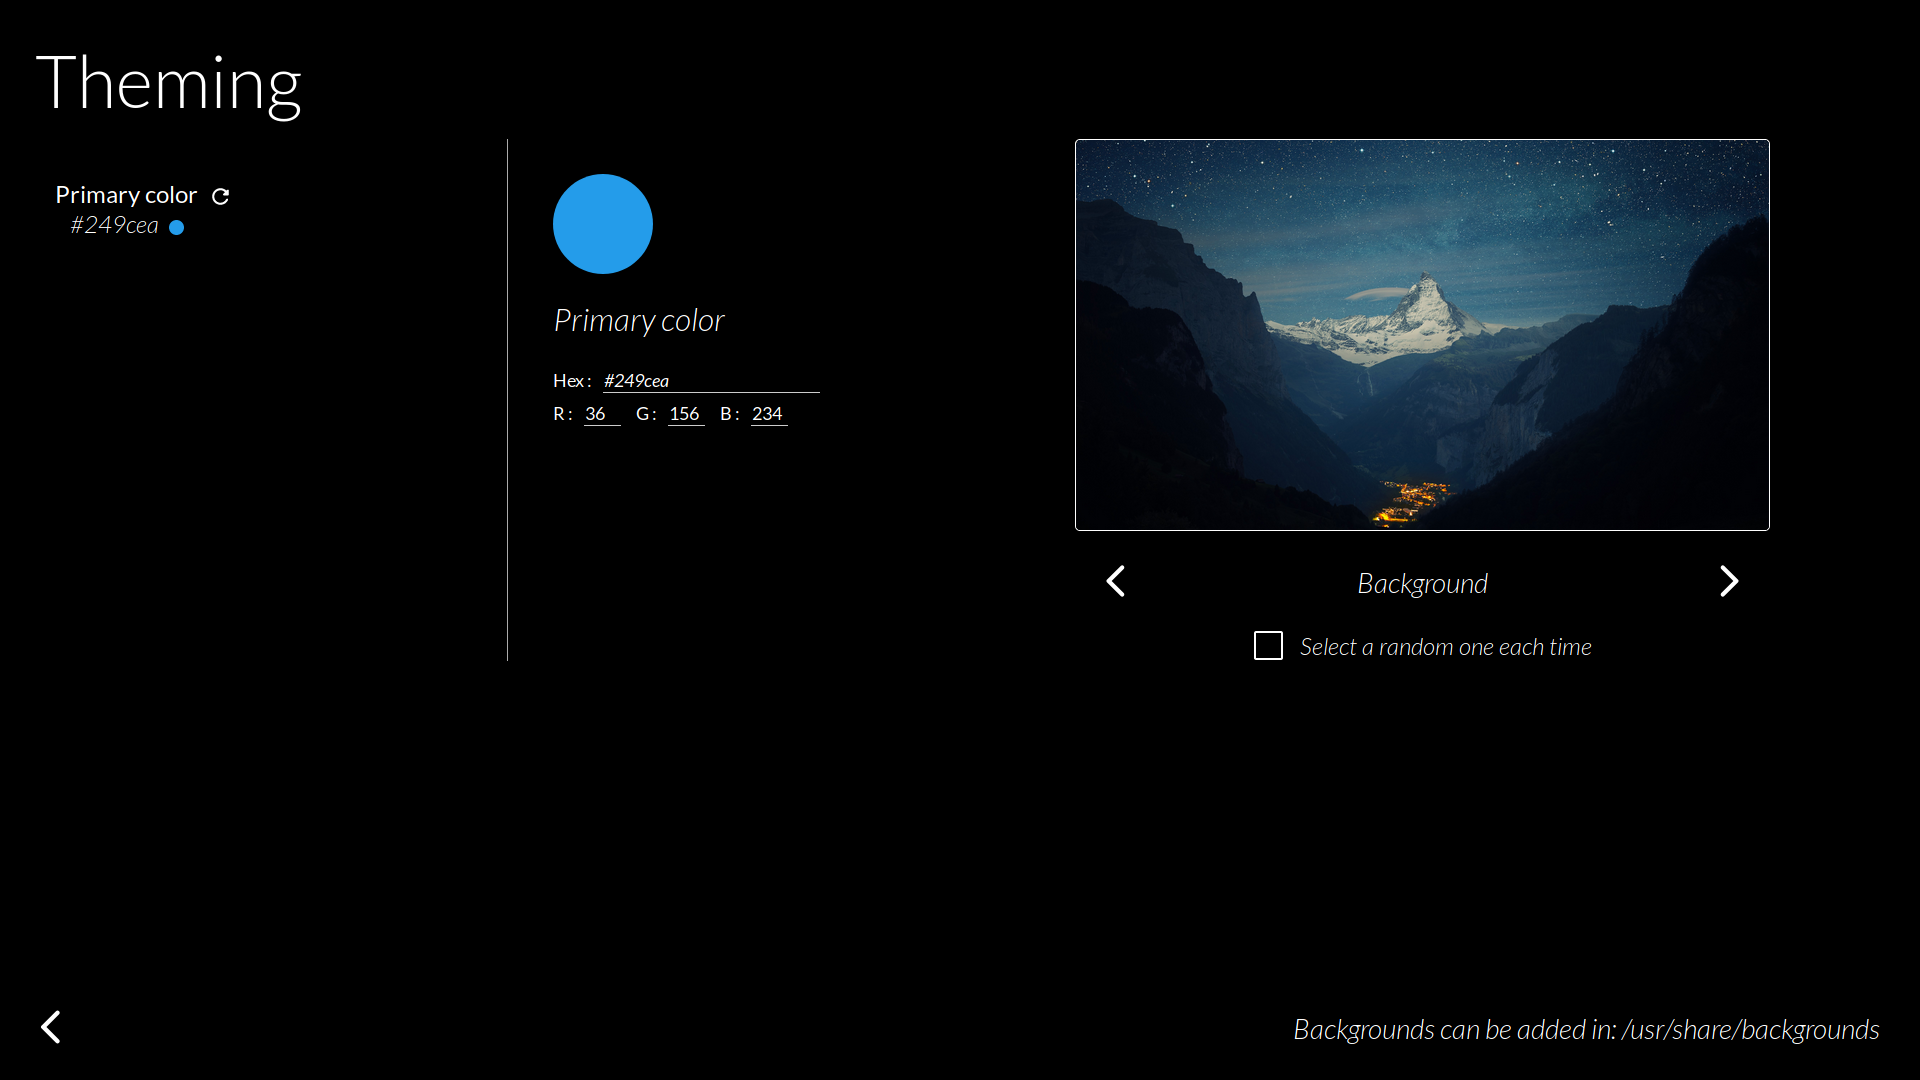 Theming
Primary color
#249cea
Primary color
Hex : #249cea
R : 36 G : 156 B : 234
Background
Select a random one each time
Backgrounds can be added in: /usr/share/backgrounds